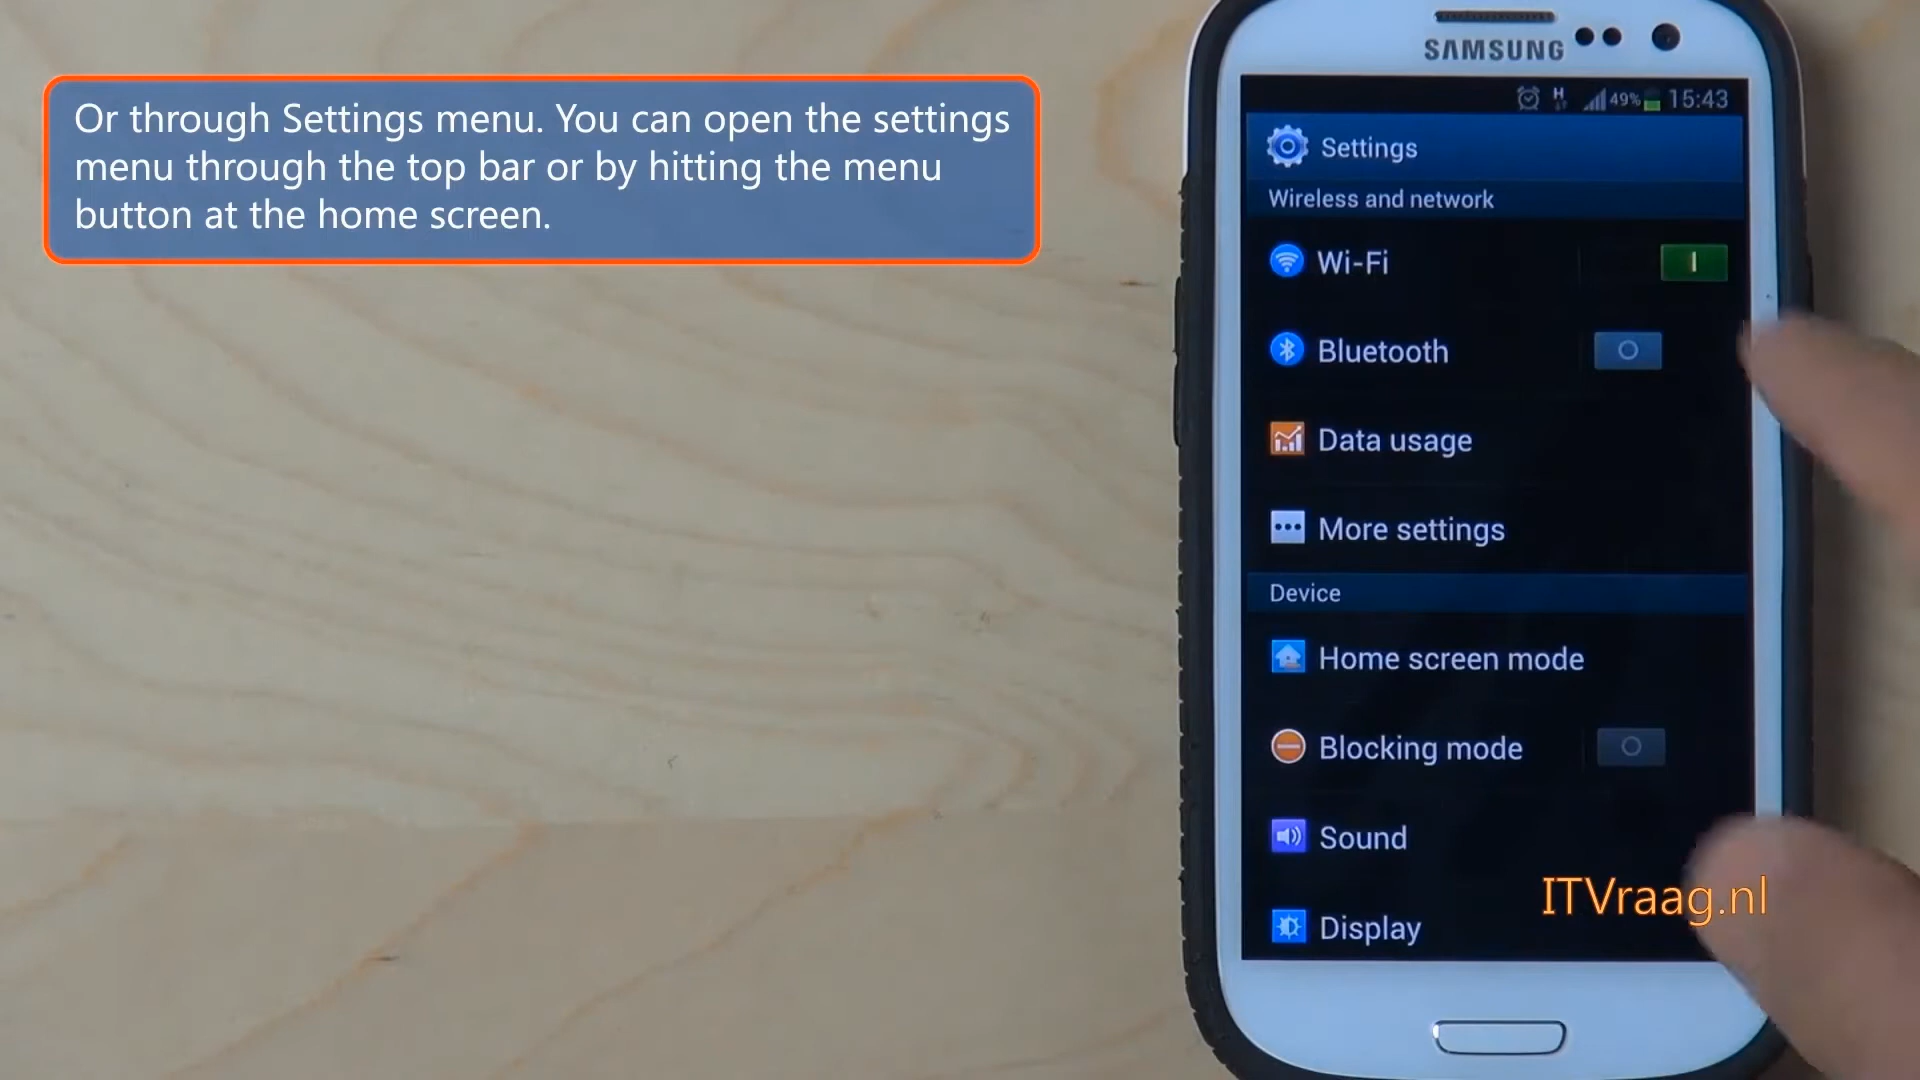 Or through Settings menu. You can open the settings
menu through the top bar or by hitting the menu
button at the home screen.
SAMSUNG
49% 15:43
Settings
Wireless and network
Wi-Fi
Bluetooth
Data usage
More settings
Device
Home screen mode
Blocking mode
Sound
Display
ITVraag.nl